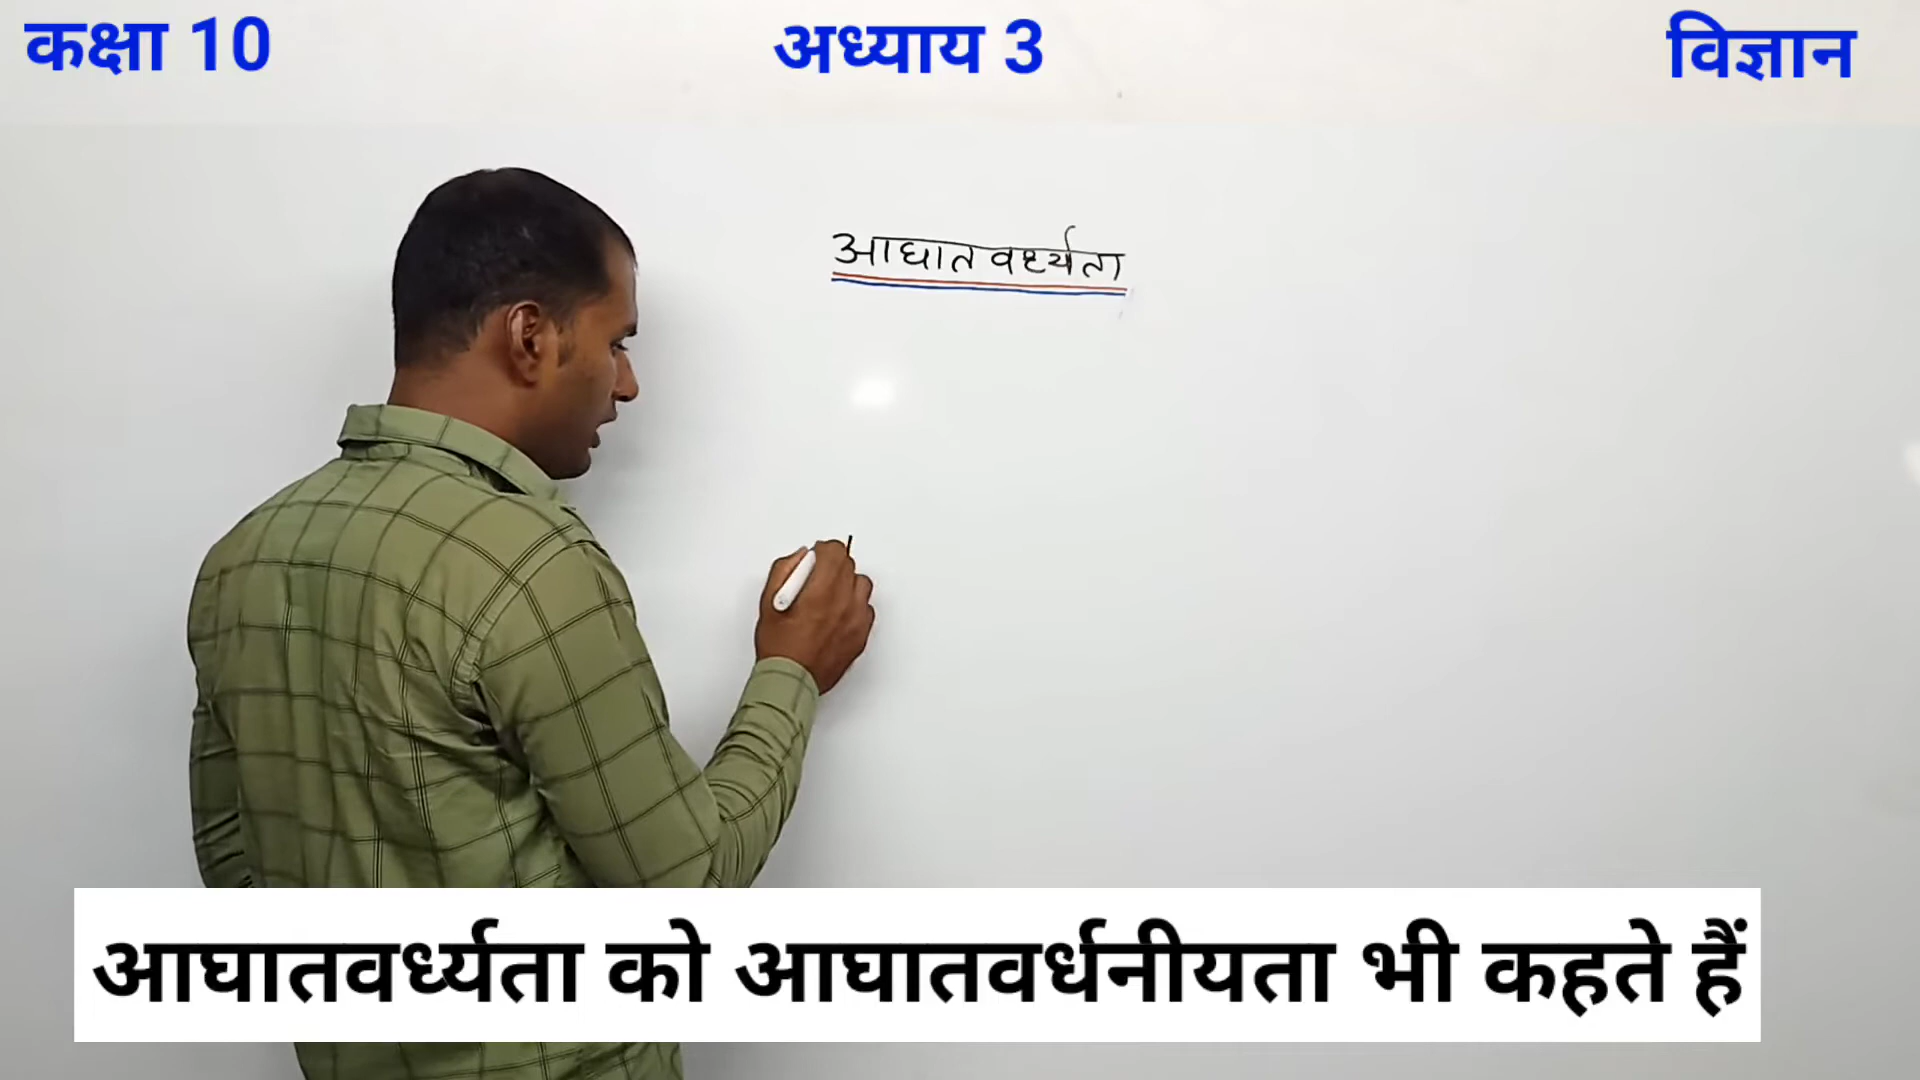 कक्षा 10 अध्याय 3 विज्ञान
आघातवर्ध्यता
आघातवर्ध्यता को आघातवर्धनीयता भी कहते हैं